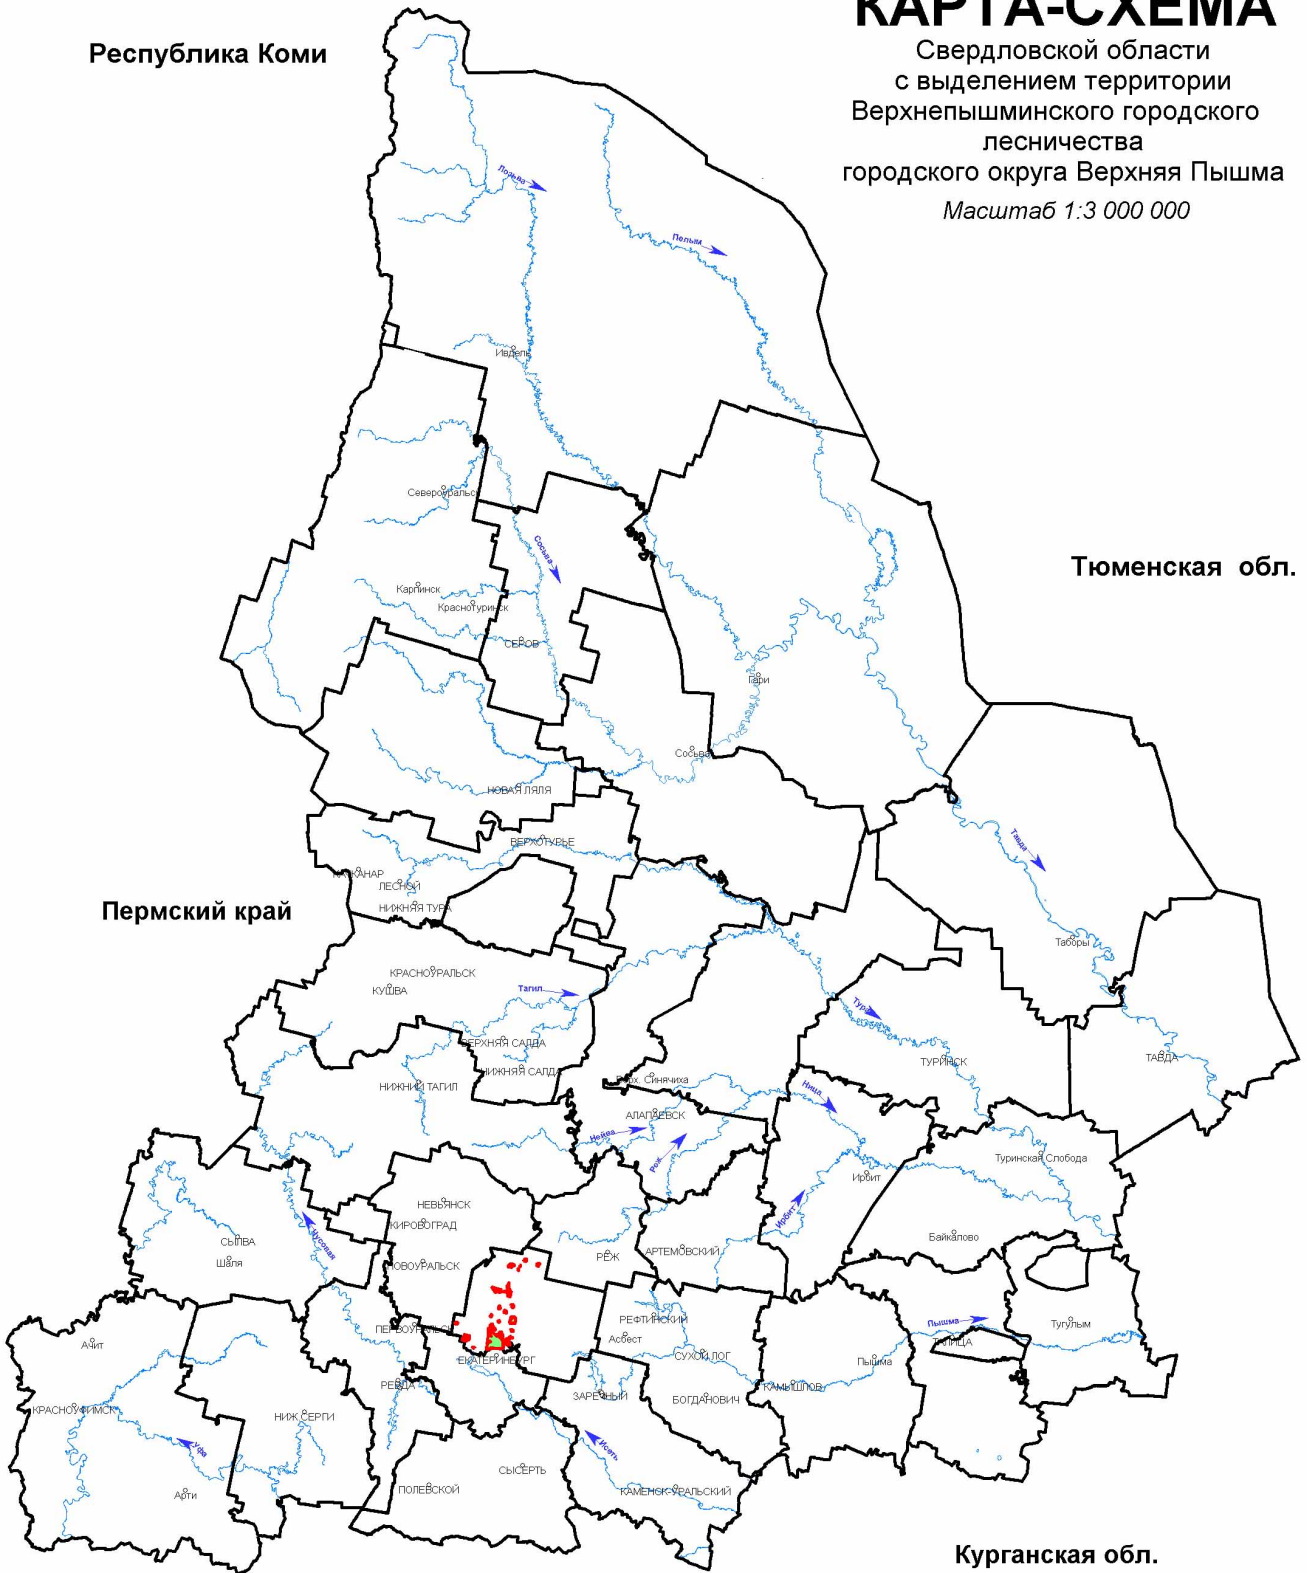 КАРТА-СХЕМА
Свердловской области
с выделением территории
Верхнепышминского городского
лесничества
городского округа Верхняя Пышма
Масштаб 1:3 000 000
Республика Коми
Лозьва
Пелым
Ивдель
Североуральск
Сосьва
Тюменская обл.
Карпинск
Краснотуринск
СЕРОВ
Гари
Сосьва
НОВАЯ ЛЯЛЯ
ВЕРХОТУРЬЕ
Тавда
КАЧКАНАР
ЛЕСНОЙ
НИЖНЯЯ ТУРА
Пермский край
Таборы
КРАСНОУРАЛЬСК
КУШВА
Тагил
Тура
ВЕРХНЯЯ САЛДА
ТУРИНСК
ТАВДА
НИЖНЯЯ САЛДА
НИЖНИЙ ТАГИЛ
Верх. Синячиха
Ница
АЛАПАЕВСК
Нейва
Реж
Туринская Слобода
Ирбит
НЕВЬЯНСК
Ирбит
КИРОВОГРАД
Чусовая
СЫЛВА
Шаля
Байкалово
АРТЕМОВСКИЙ
РЕЖ
НОВОУРАЛЬСК
РЕФТИНСКИЙ
Пышма
Тугулым
ПЕРВОУРАЛЬСК
Ачит
Асбест
ТАЛИЦА
СУХОЙ ЛОГ
ЕКАТЕРИНБУРГ
Пышма
РЕВДА
ЗАРЕЧНЫЙ
БОГДАНОВИЧ
КАМЫШЛОВ
КРАСНОУФИМСК
НИЖ.СЕРГИ
Уфа
Исеть
СЫСЕРТЬ
ПОЛЕВСКОЙ
КАМЕНСК-УРАЛЬСКИЙ
Арти
Курганская обл.